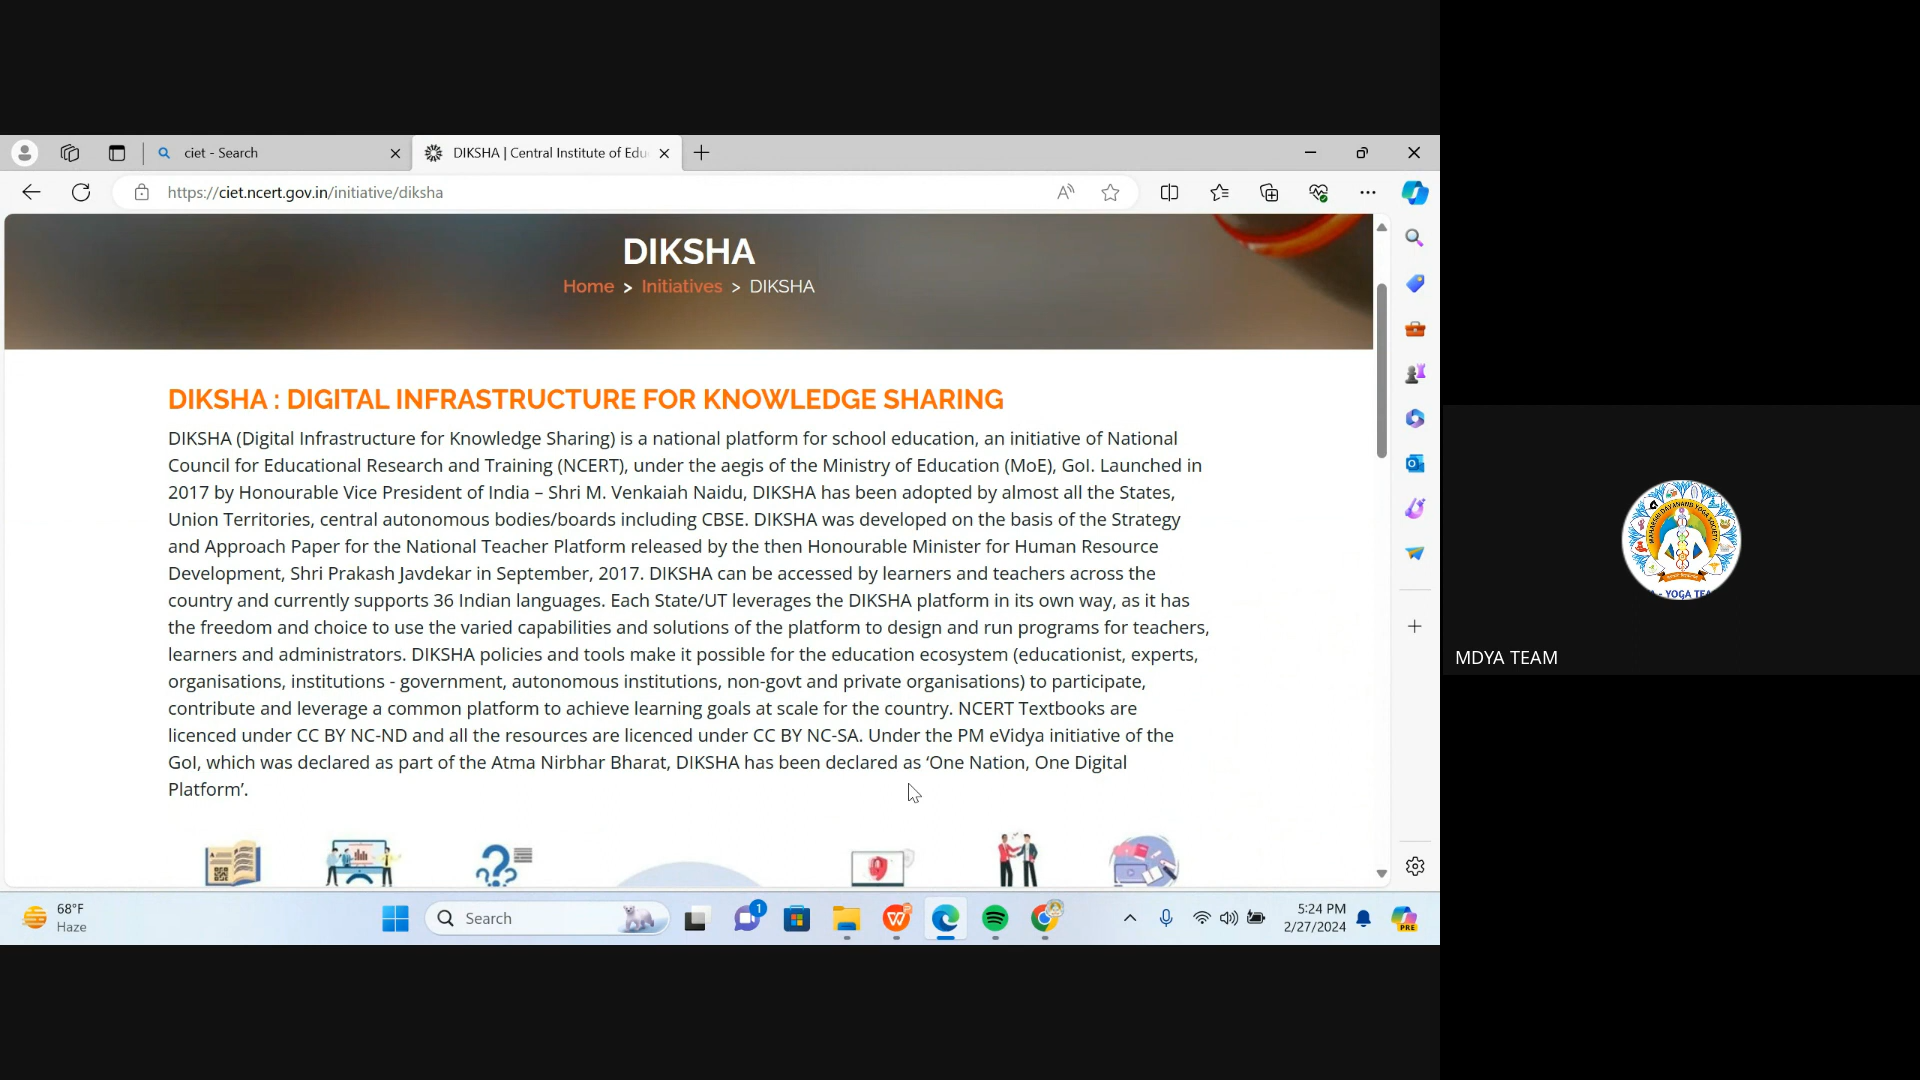 ciet - Search
DIKSHA | Central Institute of Edu
https://ciet.ncert.gov.in/initiative/diksha
DIKSHA
Home > Initiatives > DIKSHA
DIKSHA : DIGITAL INFRASTRUCTURE FOR KNOWLEDGE SHARING
DIKSHA (Digital Infrastructure for Knowledge Sharing) is a national platform for school education, an initiative of National
Council for Educational Research and Training (NCERT), under the aegis of the Ministry of Education (MoE), GoI. Launched in
2017 by Honourable Vice President of India – Shri M. Venkaiah Naidu, DIKSHA has been adopted by almost all the States,
Union Territories, central autonomous bodies/boards including CBSE. DIKSHA was developed on the basis of the Strategy
and Approach Paper for the National Teacher Platform released by the then Honourable Minister for Human Resource
Development, Shri Prakash Javdekar in September, 2017. DIKSHA can be accessed by learners and teachers across the
country and currently supports 36 Indian languages. Each State/UT leverages the DIKSHA platform in its own way, as it has
the freedom and choice to use the varied capabilities and solutions of the platform to design and run programs for teachers,
learners and administrators. DIKSHA policies and tools make it possible for the education ecosystem (educationist, experts,
organisations, institutions - government, autonomous institutions, non-govt and private organisations) to participate,
contribute and leverage a common platform to achieve learning goals at scale for the country. NCERT Textbooks are
licenced under CC BY NC-ND and all the resources are licenced under CC BY NC-SA. Under the PM eVidya initiative of the
GoI, which was declared as part of the Atma Nirbhar Bharat, DIKSHA has been declared as ‘One Nation, One Digital
Platform’.
MAHARSHI DAYANAND YOGA SOCIETY
- YOGA TEA
MDYA TEAM
68°F
Haze
Search
1
5:24 PM
2/27/2024
PRE